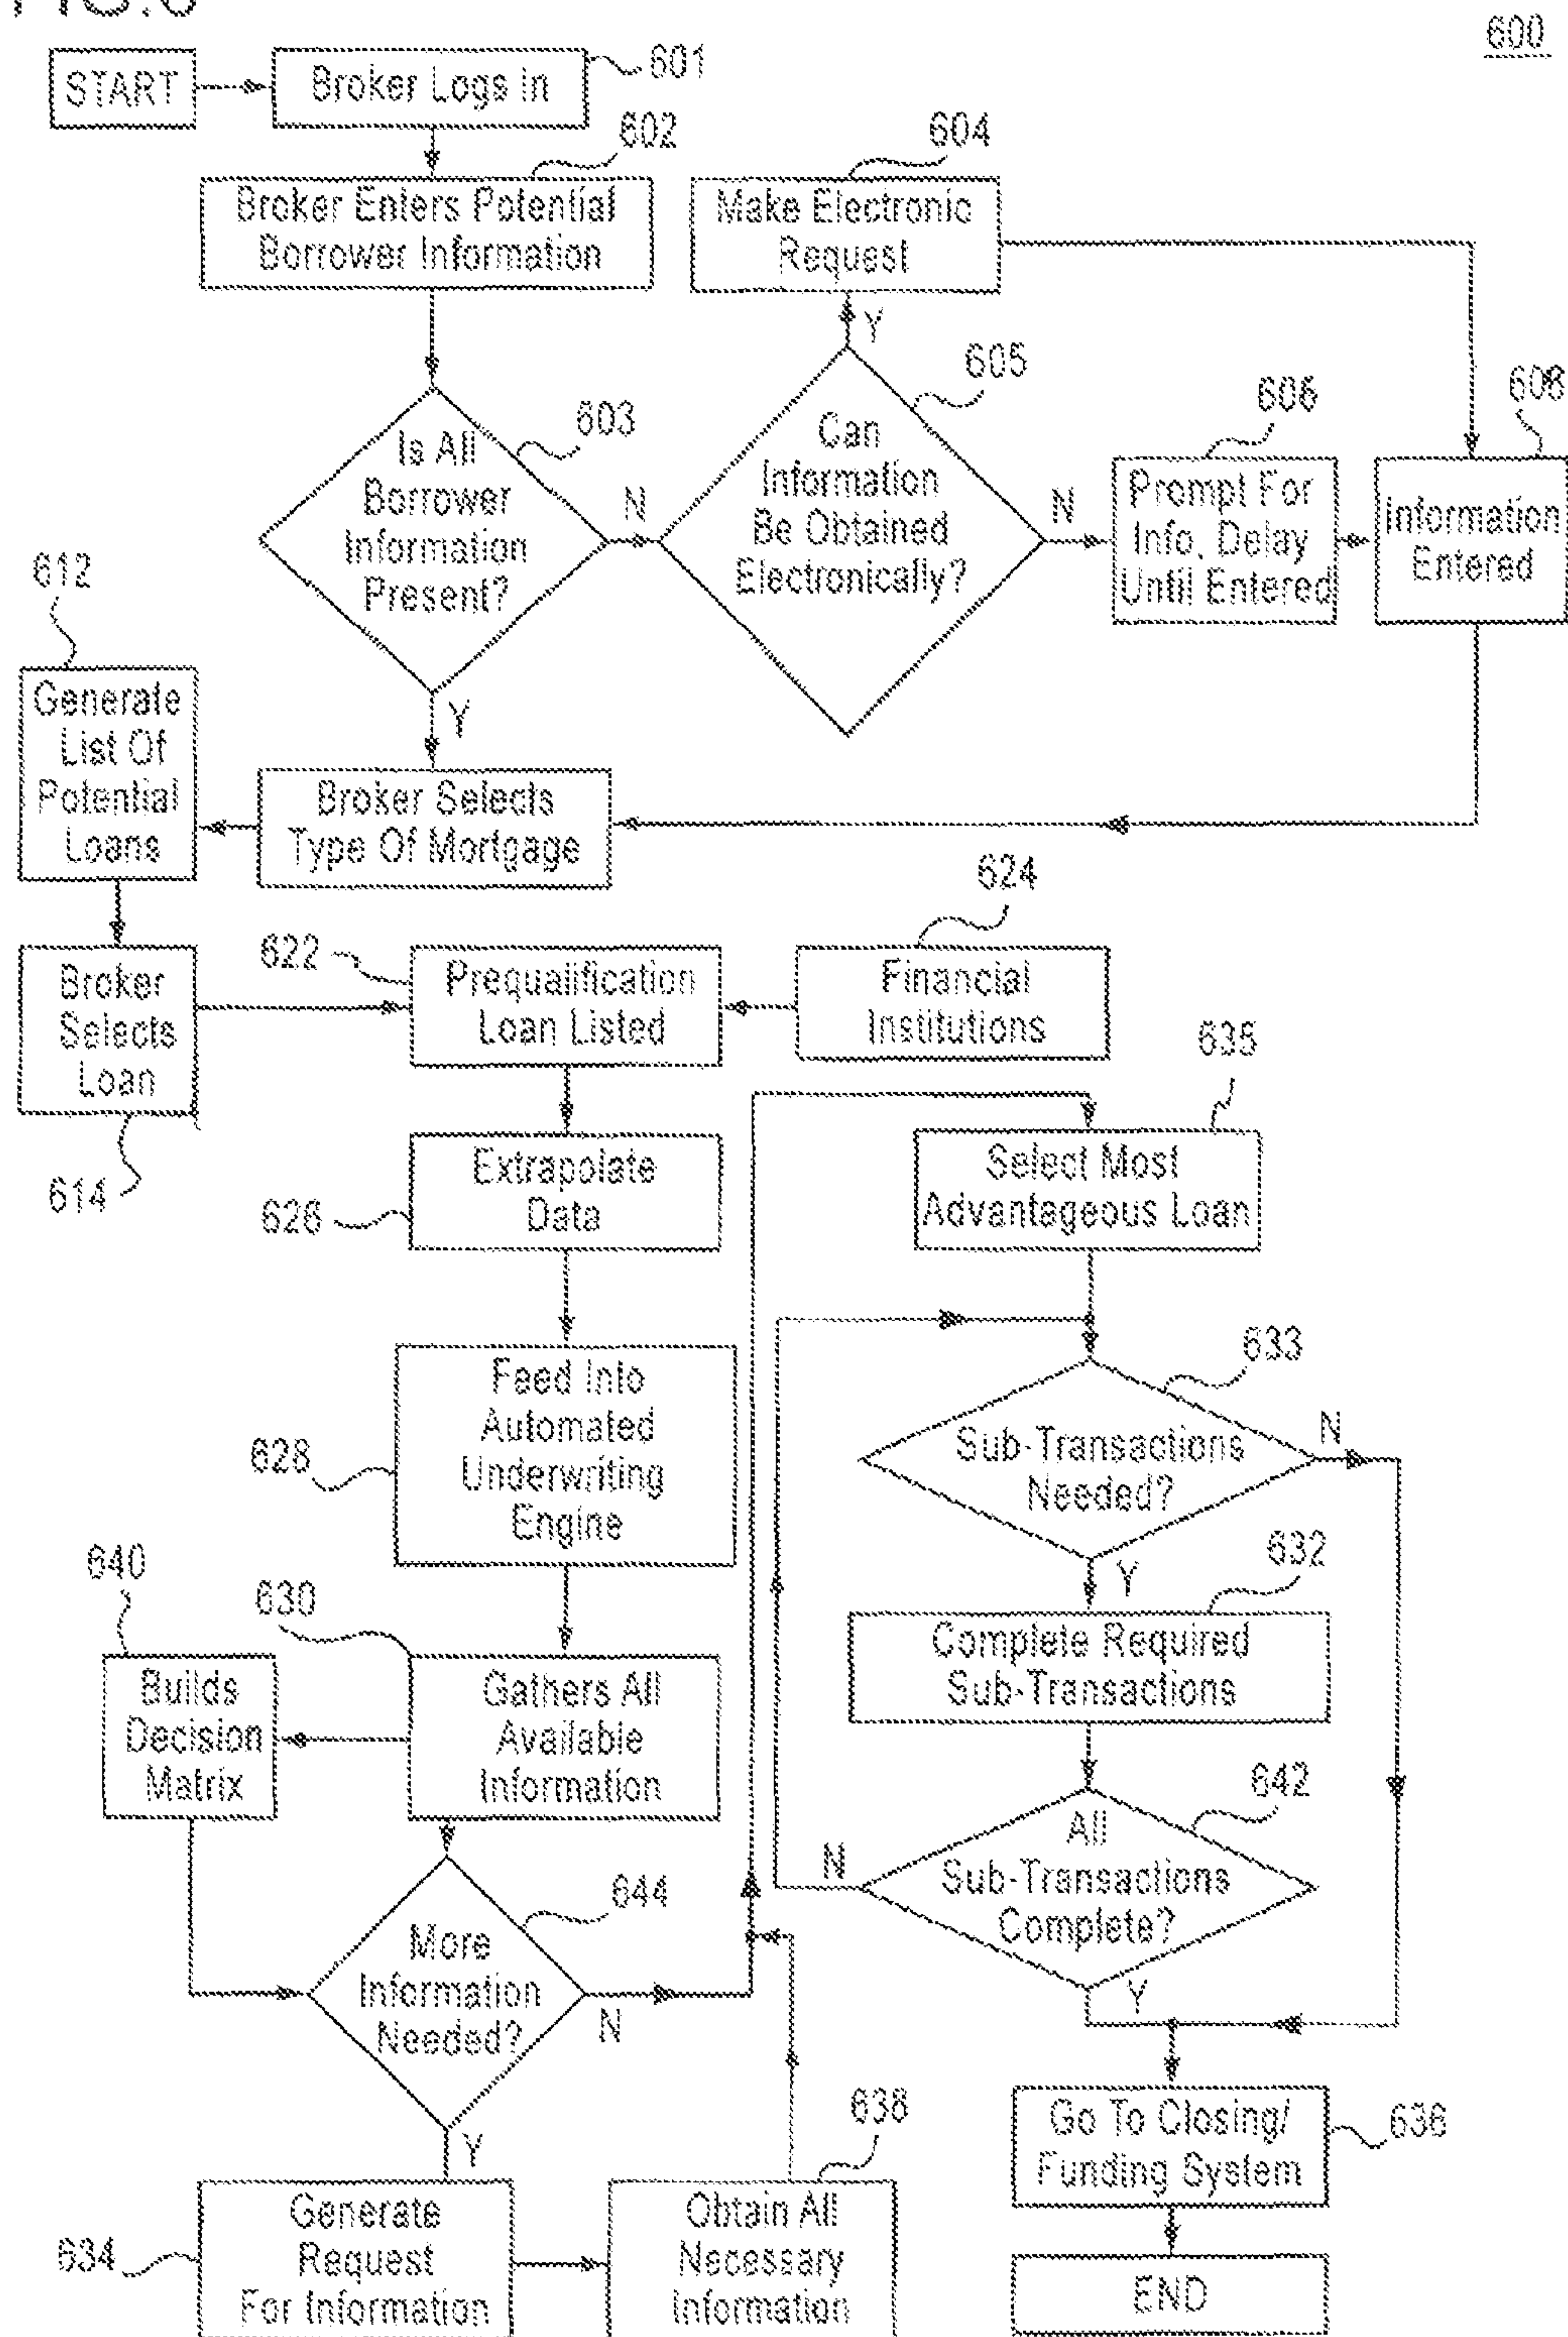 600
START
Broker Logs In
601
602
Broker Enters Potential
Borrower Information
604
Make Electronic
Request
Y
603
Is All
Borrower
Information
Present?
N
605
Can
Information
Be Obtained
Electronically?
N
606
Prompt For
Info, Delay
Until Entered
608
Information
Entered
612
Generate
List Of
Potential
Loans
Y
Broker Selects
Type Of Mortgage
Broker
Selects
Loan
614
622
Prequalification
Loan Listed
624
Financial
Institutions
626
Extrapolate
Data
635
Select Most
Advantageous Loan
628
Feed Into
Automated
Underwriting
Engine
633
Sub-Transactions
Needed?
N
Y
632
Complete Required
Sub-Transactions
640
Builds
Decision
Matrix
630
Gathers All
Available
Information
642
All
Sub-Transactions
Complete?
N
Y
644
More
Information
Needed?
N
Y
634
Generate
Request
For Information
638
Obtain All
Necessary
Information
Go To Closing/
Funding System
636
END